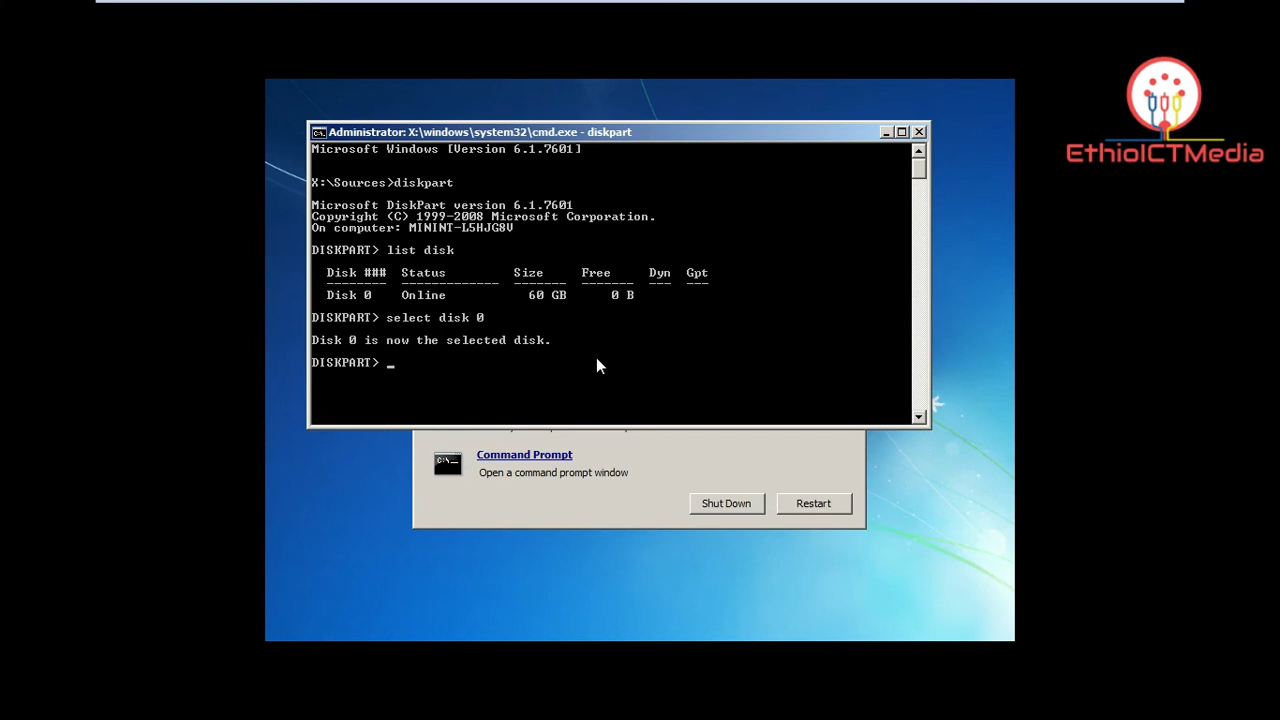 EthioICTMedia
Administrator: X:\windows\system32\cmd.exe - diskpart
Microsoft Windows [Version 6.1.7601]
X:\Sources>diskpart
Microsoft DiskPart version 6.1.7601
Copyright (C) 1999-2008 Microsoft Corporation.
On computer: MININT-L5HJG8V
DISKPART> list disk
Disk ### Status Size Free Dyn Gpt
-------- ------------- ------- ------- --- ---
Disk 0 Online 60 GB 0 B
DISKPART> select disk 0
Disk 0 is now the selected disk.
DISKPART> _
Command Prompt
Open a command prompt window
Shut Down Restart